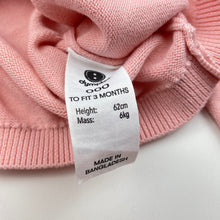 000
TO FIT 3 MONTHS
Height: 62cm
Mass: 6kg
MADE IN
BANGLADESH